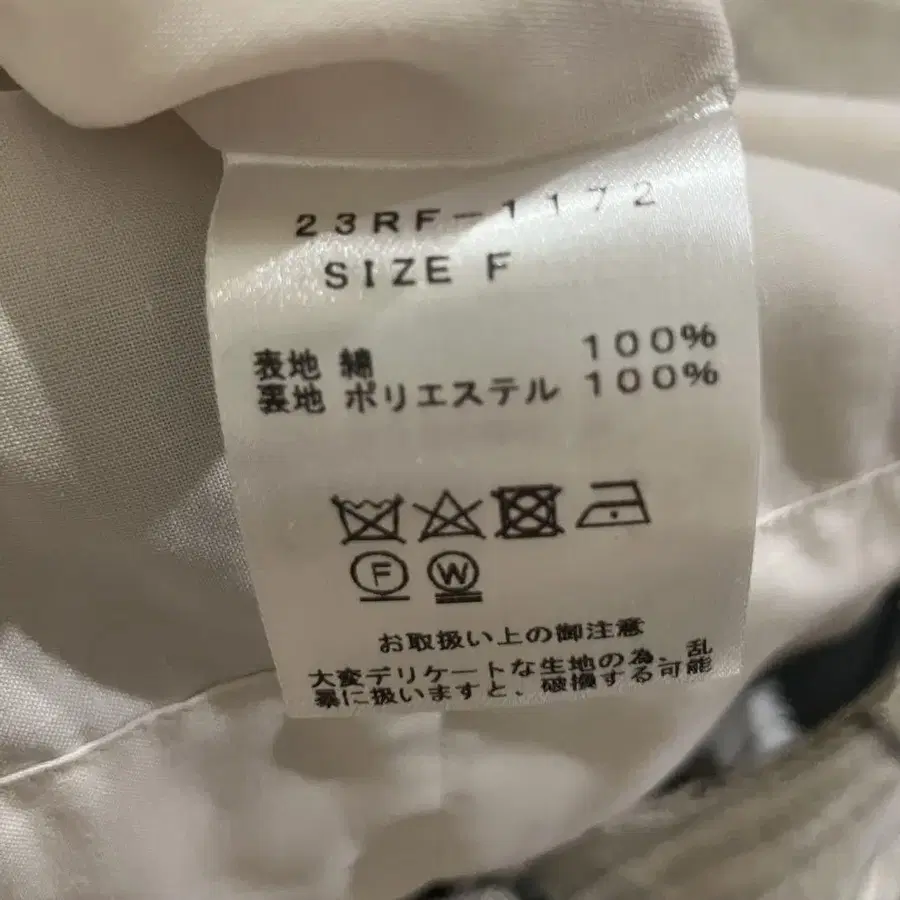 23RF-1172
SIZE F
表地 綿 100%
裏地 ポリエステル 100%
F W
お取扱い上の御注意
大変デリケートな生地の為、乱
暴に扱いますと、破損する可能